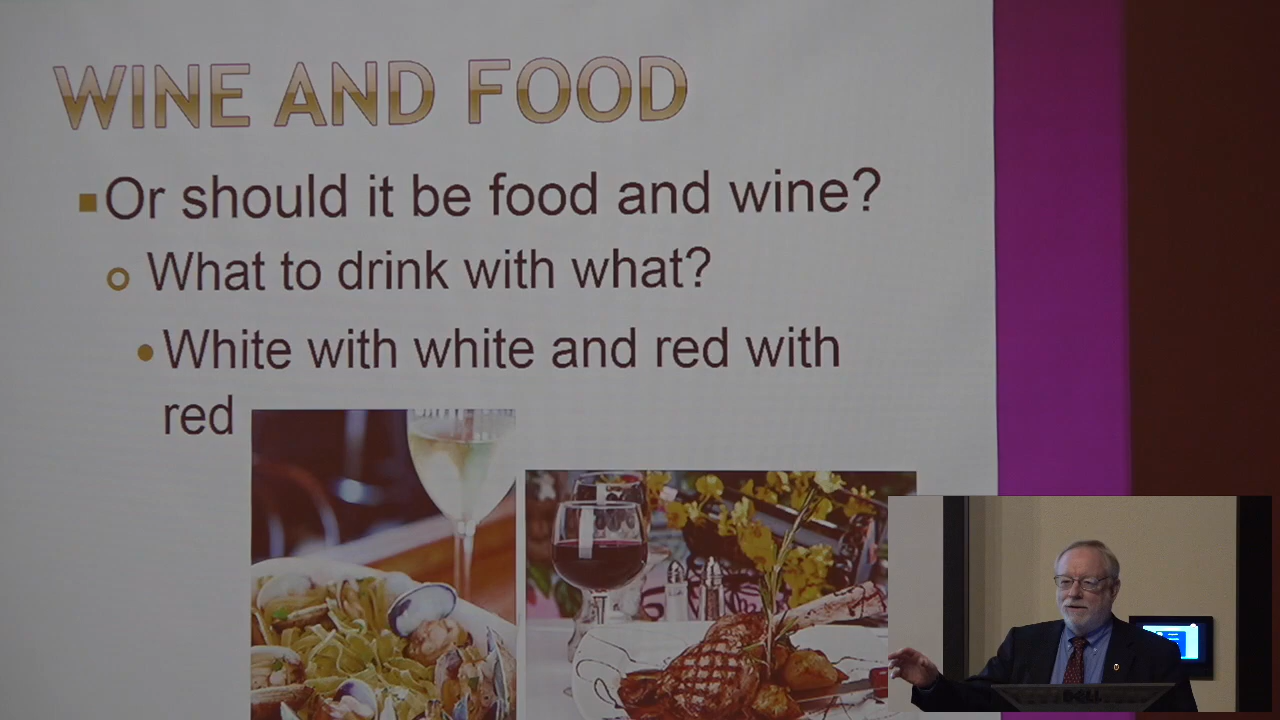 WINE AND FOOD
Or should it be food and wine?
What to drink with what?
White with white and red with
red
DELL